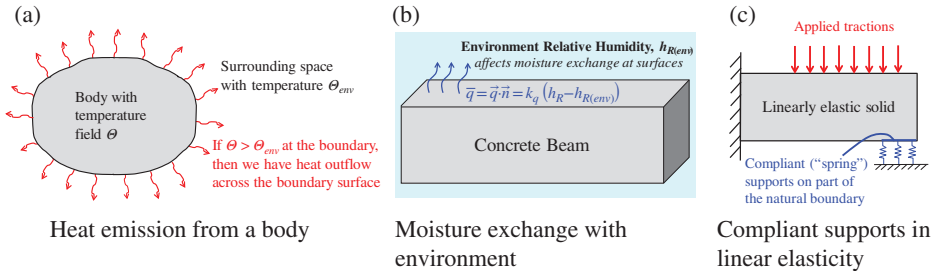 (a)
Surrounding space
with temperature Θenv
Body with
temperature
field Θ
If Θ > Θenv at the boundary,
then we have heat outflow
across the boundary surface
Heat emission from a body
(b)
Environment Relative Humidity, hR(env)
affects moisture exchange at surfaces
q̅ = q⃗·n⃗ = kq (hR−hR(env))
Concrete Beam
Moisture exchange with
environment
(c)
Applied tractions
Linearly elastic solid
Compliant (“spring”)
supports on part of
the natural boundary
Compliant supports in
linear elasticity